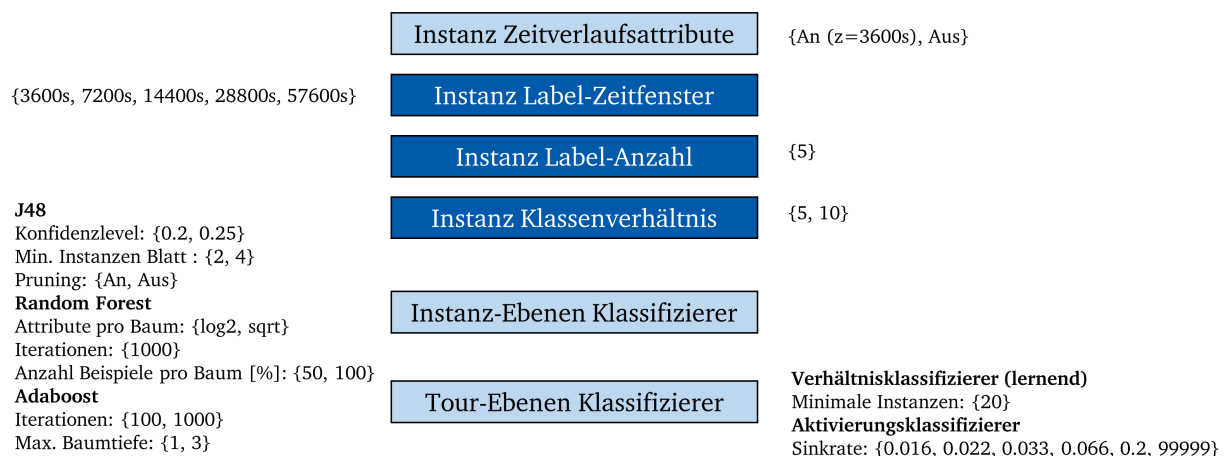 Instanz Zeitverlaufsattribute
{An (z=3600s), Aus}
{3600s, 7200s, 14400s, 28800s, 57600s}
Instanz Label-Zeitfenster
Instanz Label-Anzahl
{5}
Instanz Klassenverhältnis
{5, 10}
J48
Konfidenzlevel: {0.2, 0.25}
Min. Instanzen Blatt : {2, 4}
Pruning: {An, Aus}
Random Forest
Attribute pro Baum: {log2, sqrt}
Iterationen: {1000}
Anzahl Beispiele pro Baum [%]: {50, 100}
Adaboost
Iterationen: {100, 1000}
Max. Baumtiefe: {1, 3}
Instanz-Ebenen Klassifizierer
Tour-Ebenen Klassifizierer
Verhältnisklassifizierer (lernend)
Minimale Instanzen: {20}
Aktivierungsklassifizierer
Sinkrate: {0.016, 0.022, 0.033, 0.066, 0.2, 99999}